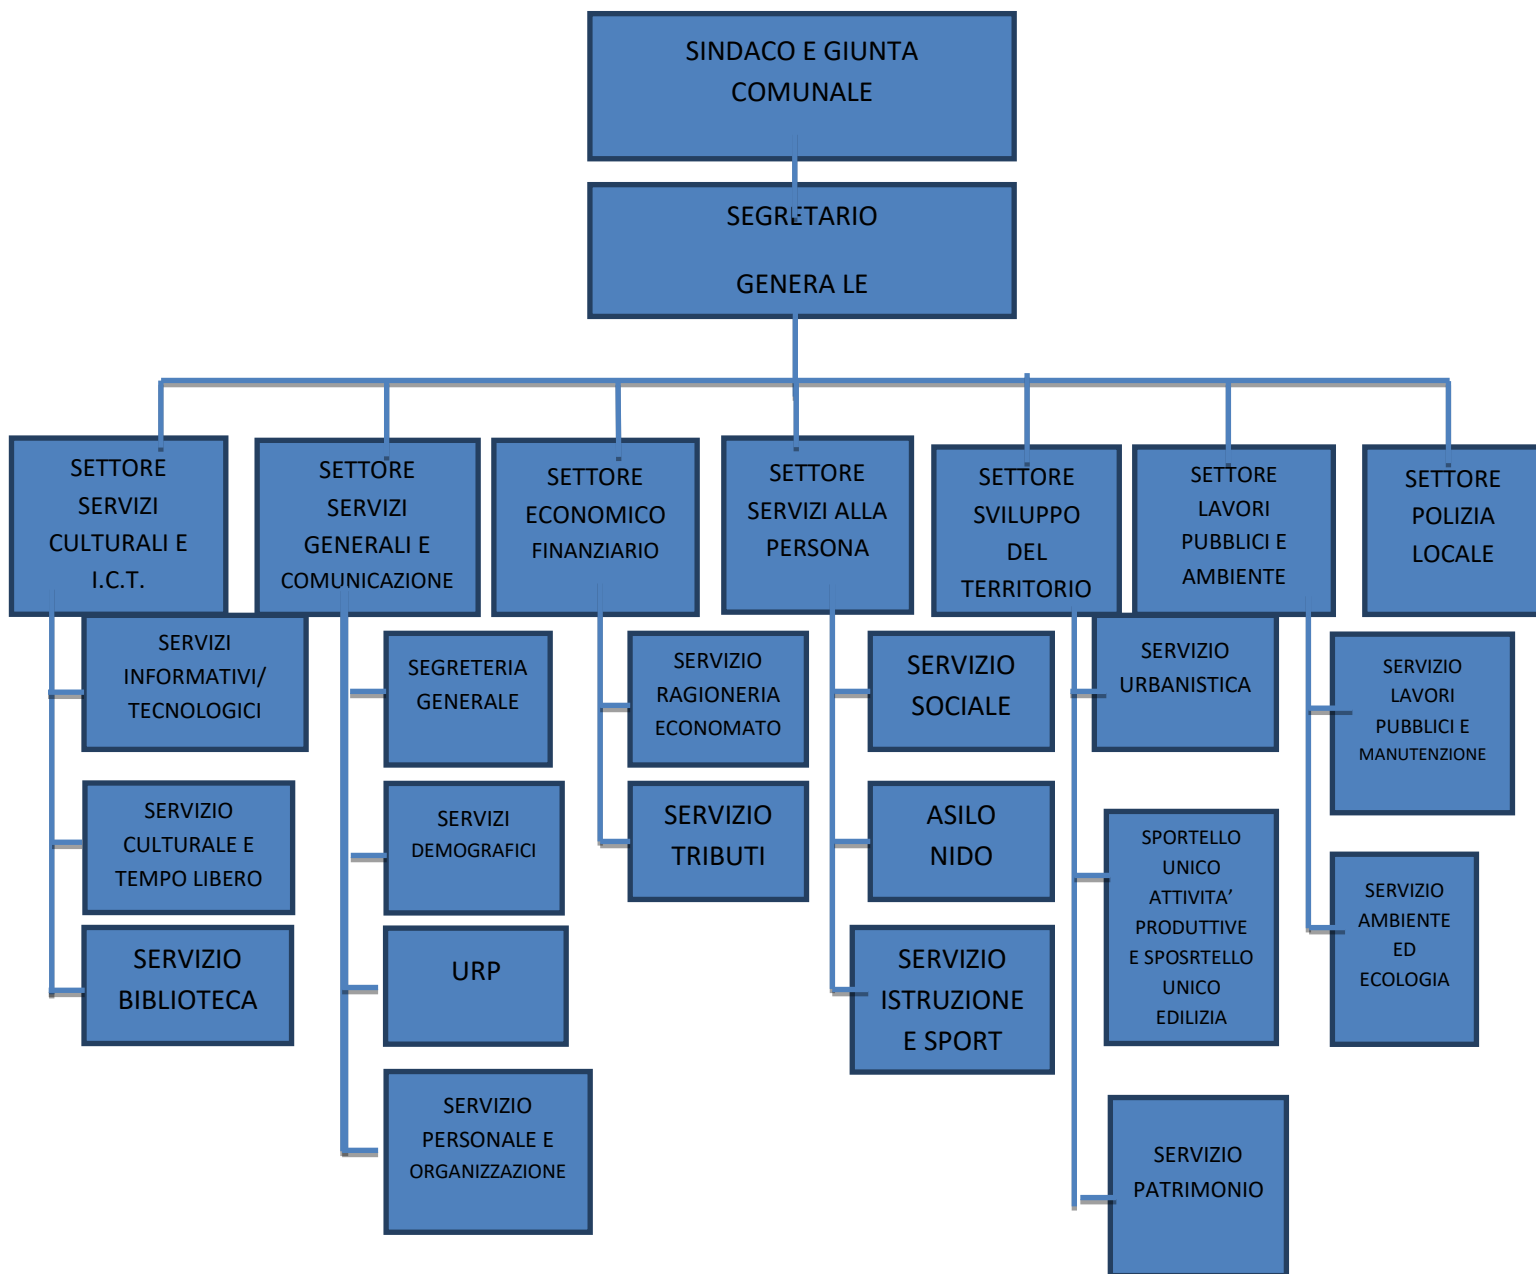 SINDACO E GIUNTA
COMUNALE
SEGRETARIO
GENERA LE
SETTORE
SERVIZI
CULTURALI E
I.C.T.
SETTORE
SERVIZI
GENERALI E
COMUNICAZIONE
SETTORE
ECONOMICO
FINANZIARIO
SETTORE
SERVIZI ALLA
PERSONA
SETTORE
SVILUPPO
DEL
TERRITORIO
SETTORE
LAVORI
PUBBLICI E
AMBIENTE
SETTORE
POLIZIA
LOCALE
SERVIZI
INFORMATIVI/
TECNOLOGICI
SERVIZIO
CULTURALE E
TEMPO LIBERO
SERVIZIO
BIBLIOTECA
SEGRETERIA
GENERALE
SERVIZI
DEMOGRAFICI
URP
SERVIZIO
PERSONALE E
ORGANIZZAZIONE
SERVIZIO
RAGIONERIA
ECONOMATO
SERVIZIO
TRIBUTI
SERVIZIO
SOCIALE
ASILO
NIDO
SERVIZIO
ISTRUZIONE
E SPORT
SERVIZIO
URBANISTICA
SPORTELLO
UNICO
ATTIVITA’
PRODUTTIVE
E SPOSRTELLO
UNICO
EDILIZIA
SERVIZIO
PATRIMONIO
SERVIZIO
LAVORI
PUBBLICI E
MANUTENZIONE
SERVIZIO
AMBIENTE
ED
ECOLOGIA